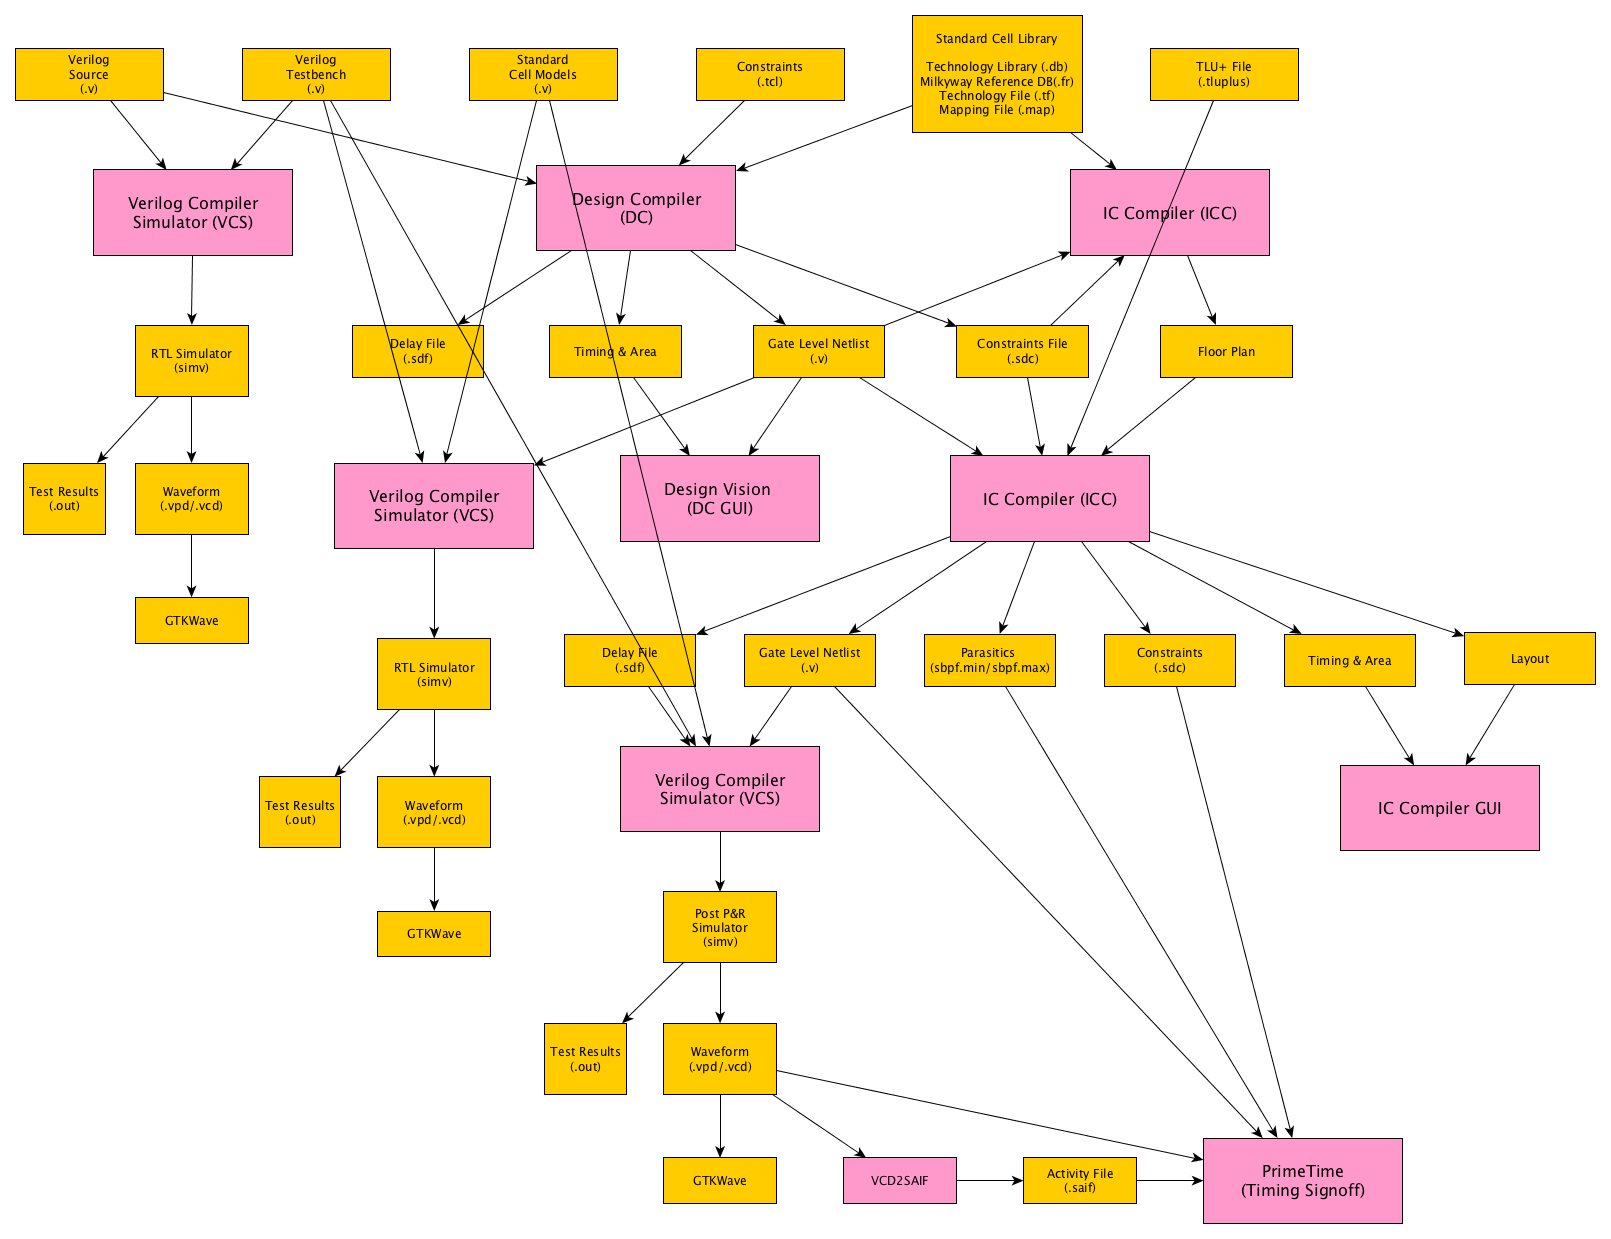 Verilog
Source
(.v)
Verilog
Testbench
(.v)
Standard
Cell Models
(.v)
Constraints
(.tcl)
Standard Cell Library
Technology Library (.db)
Milkyway Reference DB(.fr)
Technology File (.tf)
Mapping File (.map)
TLU+ File
(.tluplus)
Verilog Compiler
Simulator (VCS)
Design Compiler
(DC)
IC Compiler (ICC)
RTL Simulator
(simv)
Delay File
(.sdf)
Timing & Area
Gate Level Netlist
(.v)
Constraints File
(.sdc)
Floor Plan
Test Results
(.out)
Waveform
(.vpd/.vcd)
Verilog Compiler
Simulator (VCS)
Design Vision
(DC GUI)
IC Compiler (ICC)
GTKWave
RTL Simulator
(simv)
Delay File
(.sdf)
Gate Level Netlist
(.v)
Parasitics
(sbpf.min/sbpf.max)
Constraints
(.sdc)
Timing & Area
Layout
Test Results
(.out)
Waveform
(.vpd/.vcd)
Verilog Compiler
Simulator (VCS)
IC Compiler GUI
GTKWave
Post P&R
Simulator
(simv)
Test Results
(.out)
Waveform
(.vpd/.vcd)
GTKWave
VCD2SAIF
Activity File
(.saif)
PrimeTime
(Timing Signoff)